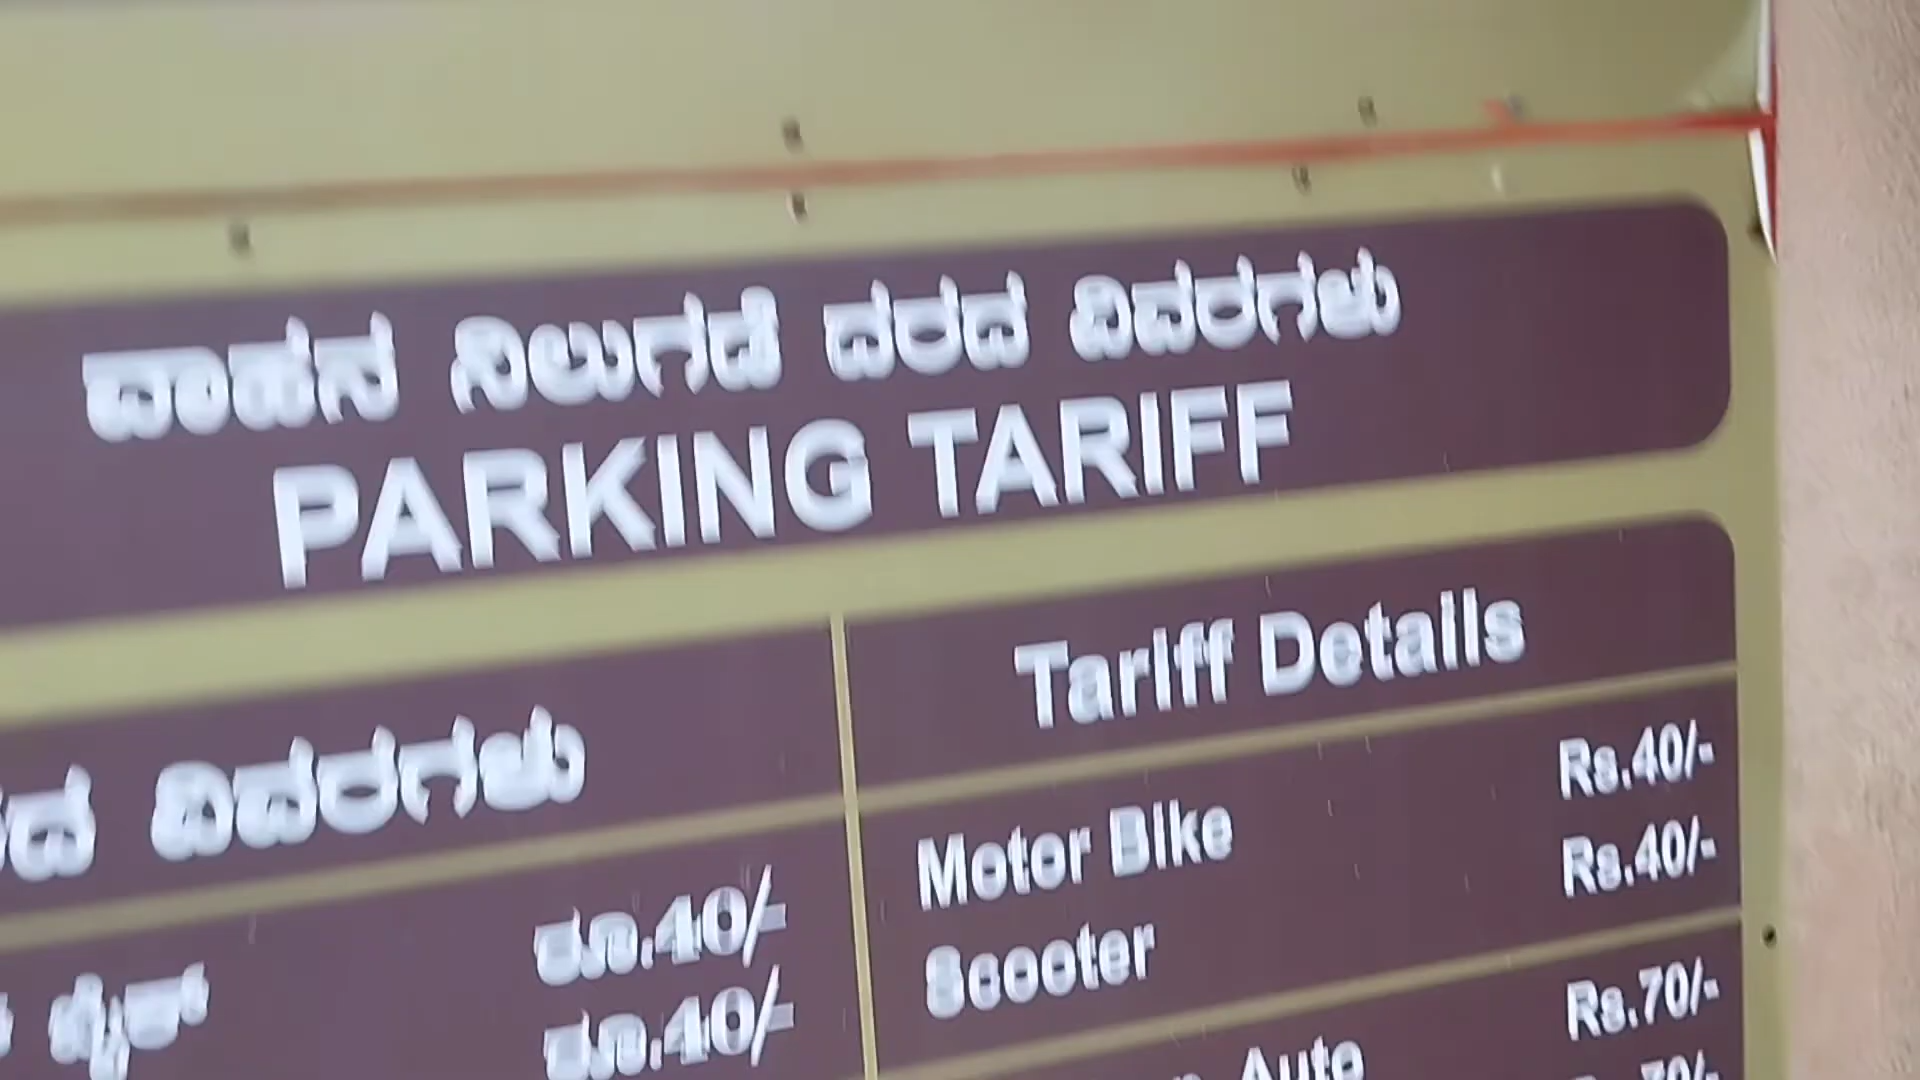 ವಾಹನ ನಿಲುಗಡೆ ದರದ ವಿವರಗಳು
PARKING TARIFF
ವಿವರಗಳು
Tariff Details
ಬೈಕ್ ರೂ.40/-
ರೂ.40/-
Motor Bike Rs.40/-
Scooter Rs.40/-
Auto Rs.70/-